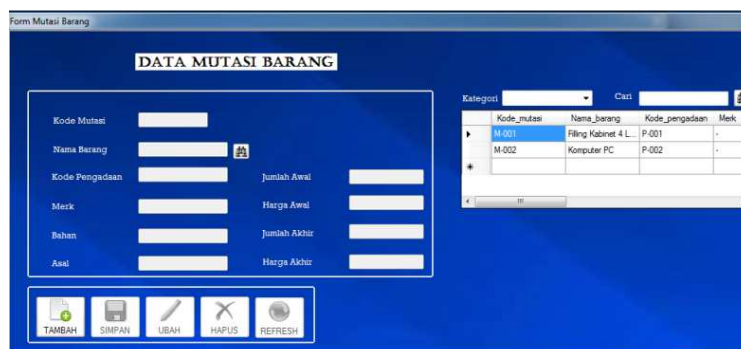 Form Mutasi Barang
DATA MUTASI BARANG
Kategori
Cari
Kode Mutasi
Nama Barang
Kode Pengadaan
Merk
Bahan
Asal
Jumlah Awal
Harga Awal
Jumlah Akhir
Harga Akhir
Kode_mutasi Nama_barang Kode_pengadaan Merk
M-001 Filling Kabinet 4 L... P-001 -
M-002 Komputer PC P-002 -
TAMBAH SIMPAN UBAH HAPUS REFRESH